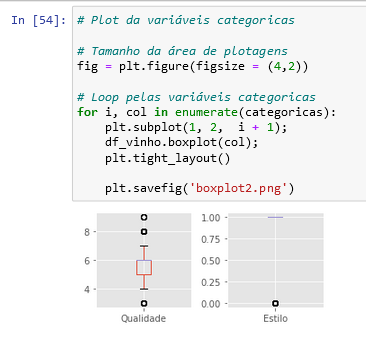 In [54]: # Plot da variáveis categoricas
# Tamanho da área de plotagens
fig = plt.figure(figsize = (4,2))
# Loop pelas variáveis categoricas
for i, col in enumerate(categoricas):
plt.subplot(1, 2,  i + 1);
df_vinho.boxplot(col);
plt.tight_layout()
plt.savefig('boxplot2.png')
8
6
4
Qualidade
1.00
0.75
0.50
0.25
0.00
Estilo